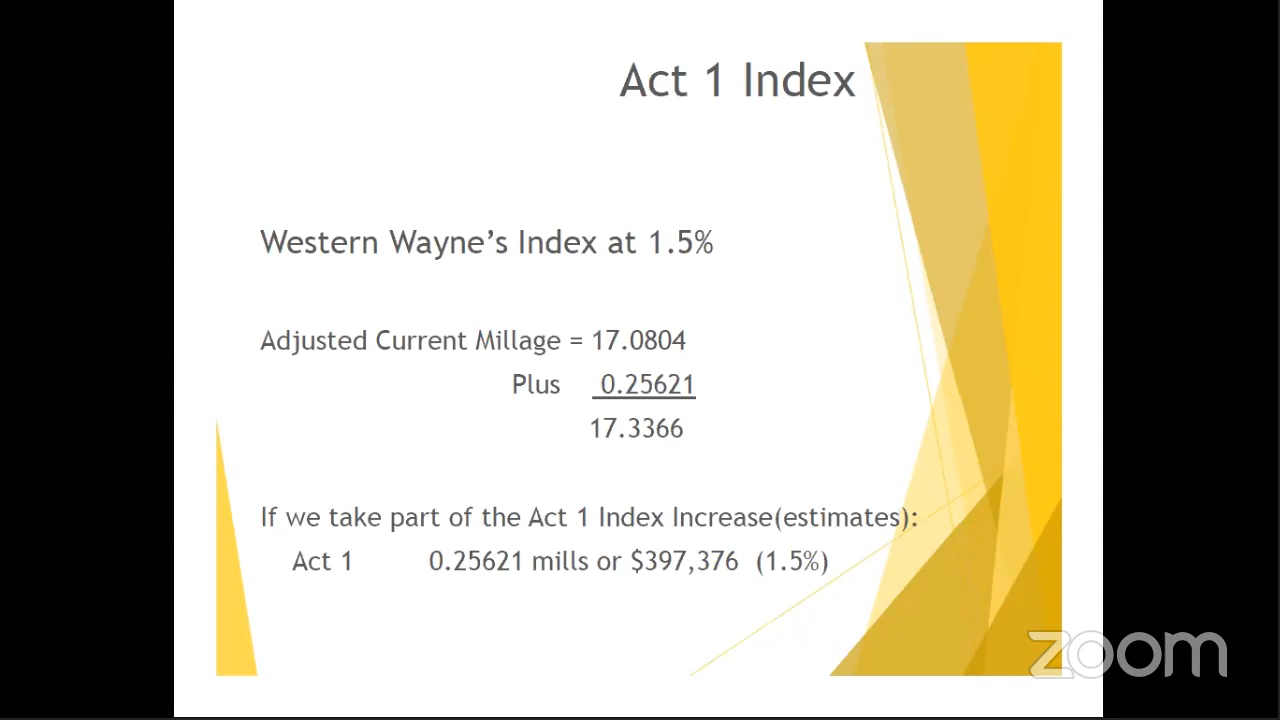 Act 1 Index
Western Wayne’s Index at 1.5%
Adjusted Current Millage = 17.0804
Plus 0.25621
17.3366
If we take part of the Act 1 Index Increase(estimates):
Act 1 0.25621 mills or $397,376 (1.5%)
zoom